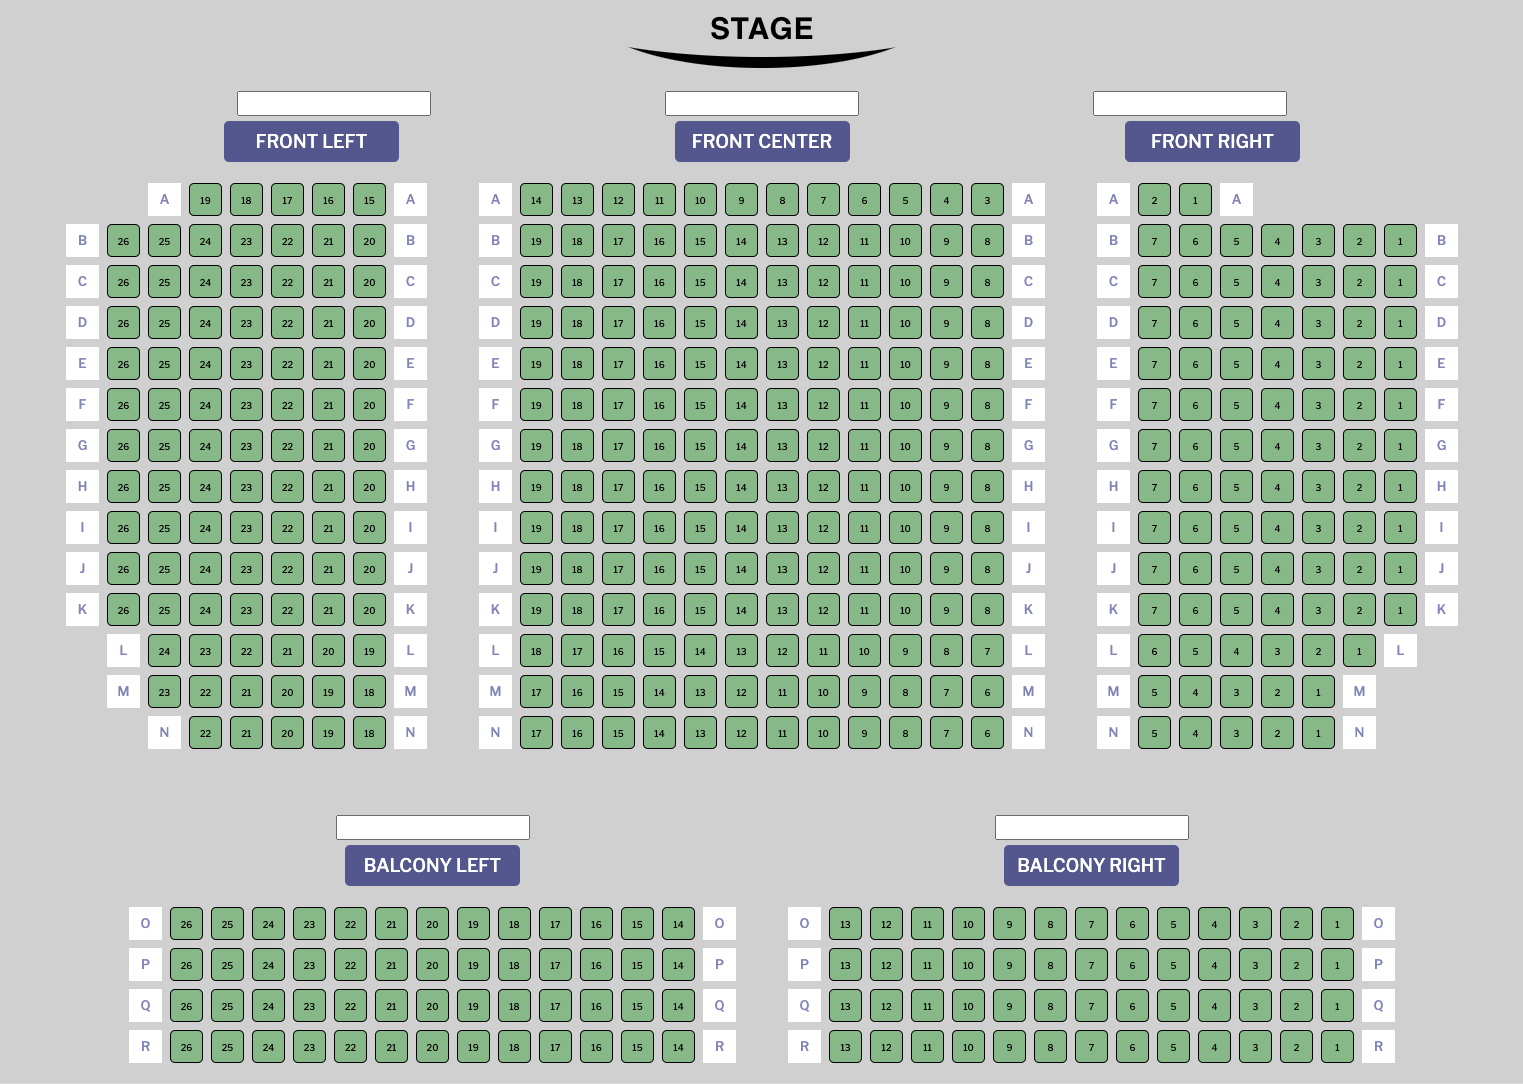 STAGE
FRONT LEFT FRONT CENTER FRONT RIGHT
A 19 18 17 16 15 A A 14 13 12 11 10 9 8 7 6 5 4 3 A A 2 1 A
B 26 25 24 23 22 21 20 B B 19 18 17 16 15 14 13 12 11 10 9 8 B B 7 6 5 4 3 2 1 B
C 26 25 24 23 22 21 20 C C 19 18 17 16 15 14 13 12 11 10 9 8 C C 7 6 5 4 3 2 1 C
D 26 25 24 23 22 21 20 D D 19 18 17 16 15 14 13 12 11 10 9 8 D D 7 6 5 4 3 2 1 D
E 26 25 24 23 22 21 20 E E 19 18 17 16 15 14 13 12 11 10 9 8 E E 7 6 5 4 3 2 1 E
F 26 25 24 23 22 21 20 F F 19 18 17 16 15 14 13 12 11 10 9 8 F F 7 6 5 4 3 2 1 F
G 26 25 24 23 22 21 20 G G 19 18 17 16 15 14 13 12 11 10 9 8 G G 7 6 5 4 3 2 1 G
H 26 25 24 23 22 21 20 H H 19 18 17 16 15 14 13 12 11 10 9 8 H H 7 6 5 4 3 2 1 H
I 26 25 24 23 22 21 20 I I 19 18 17 16 15 14 13 12 11 10 9 8 I I 7 6 5 4 3 2 1 I
J 26 25 24 23 22 21 20 J J 19 18 17 16 15 14 13 12 11 10 9 8 J J 7 6 5 4 3 2 1 J
K 26 25 24 23 22 21 20 K K 19 18 17 16 15 14 13 12 11 10 9 8 K K 7 6 5 4 3 2 1 K
L 24 23 22 21 20 19 L L 18 17 16 15 14 13 12 11 10 9 8 7 L L 6 5 4 3 2 1 L
M 23 22 21 20 19 18 M M 17 16 15 14 13 12 11 10 9 8 7 6 M M 5 4 3 2 1 M
N 22 21 20 19 18 N N 17 16 15 14 13 12 11 10 9 8 7 6 N N 5 4 3 2 1 N
BALCONY LEFT BALCONY RIGHT
O 26 25 24 23 22 21 20 19 18 17 16 15 14 O O 13 12 11 10 9 8 7 6 5 4 3 2 1 O
P 26 25 24 23 22 21 20 19 18 17 16 15 14 P P 13 12 11 10 9 8 7 6 5 4 3 2 1 P
Q 26 25 24 23 22 21 20 19 18 17 16 15 14 Q Q 13 12 11 10 9 8 7 6 5 4 3 2 1 Q
R 26 25 24 23 22 21 20 19 18 17 16 15 14 R R 13 12 11 10 9 8 7 6 5 4 3 2 1 R